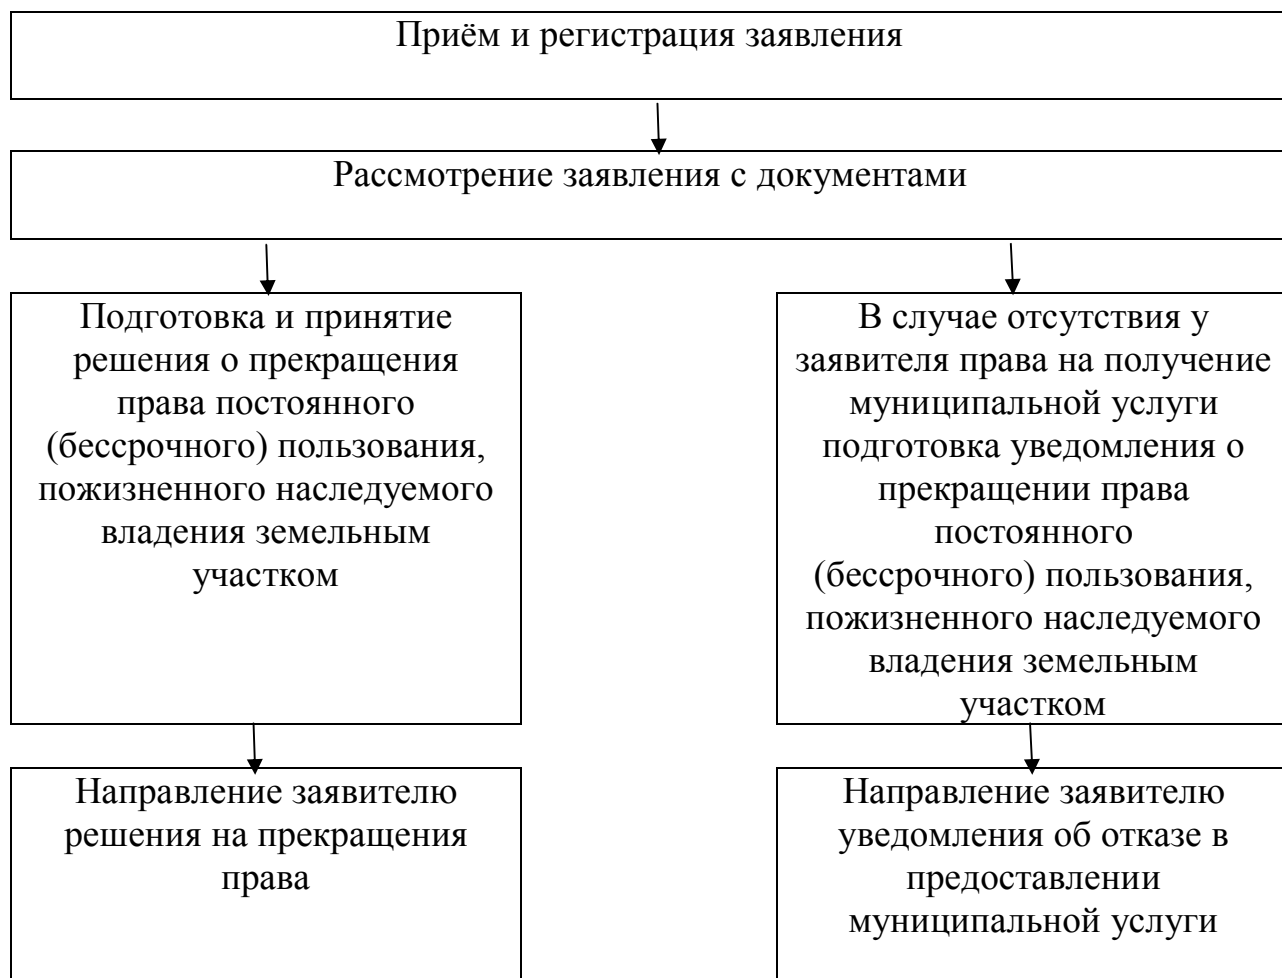 Приём и регистрация заявления
Рассмотрение заявления с документами
Подготовка и принятие
решения о прекращения
права постоянного
(бессрочного) пользования,
пожизненного наследуемого
владения земельным
участком
В случае отсутствия у
заявителя права на получение
муниципальной услуги
подготовка уведомления о
прекращении права
постоянного
(бессрочного) пользования,
пожизненного наследуемого
владения земельным
участком
Направление заявителю
решения на прекращения
права
Направление заявителю
уведомления об отказе в
предоставлении
муниципальной услуги